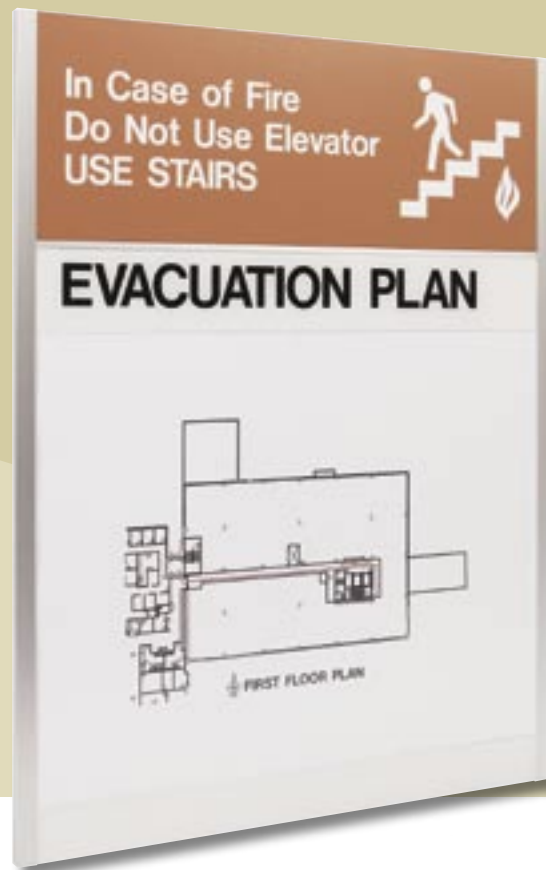 In Case of Fire
Do Not Use Elevator
USE STAIRS
EVACUATION PLAN
FIRST FLOOR PLAN